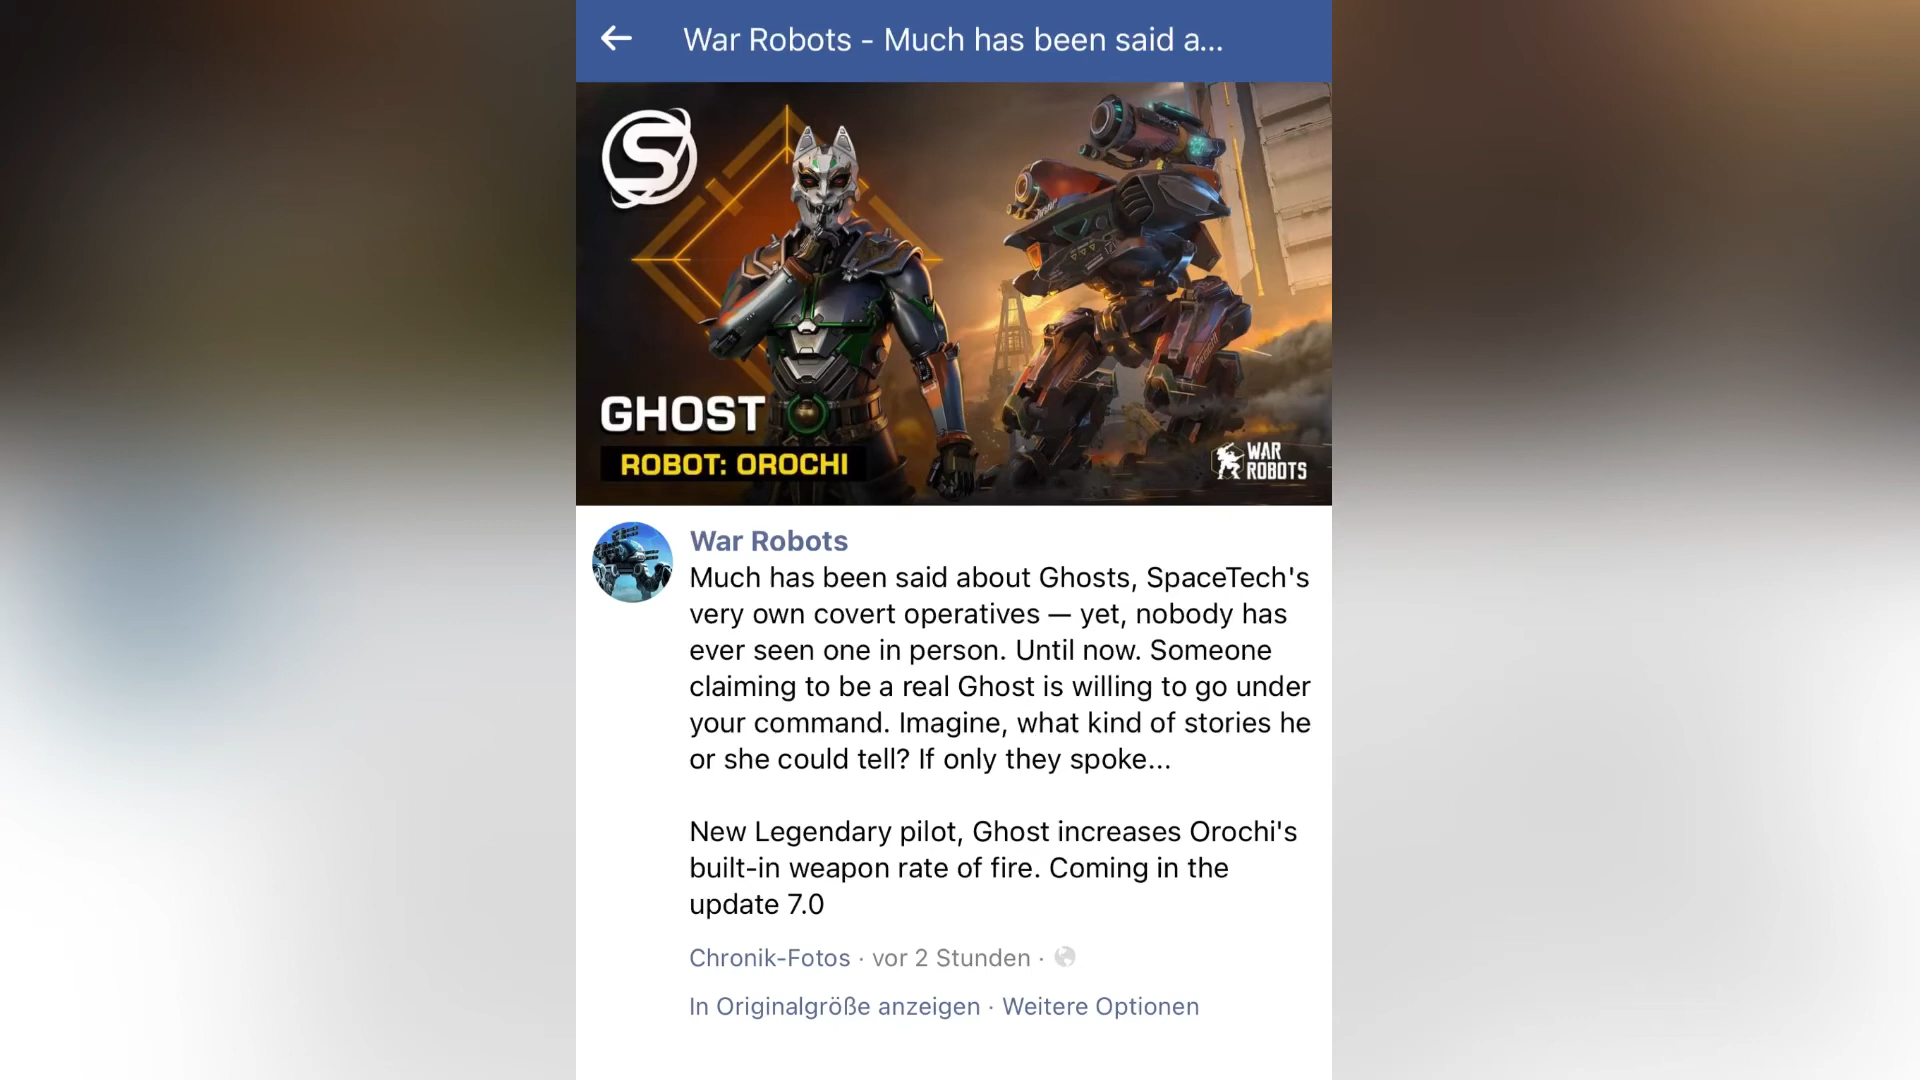 War Robots - Much has been said a...
S
GHOST
ROBOT: OROCHI
WAR
ROBOTS
War Robots
Much has been said about Ghosts, SpaceTech's
very own covert operatives — yet, nobody has
ever seen one in person. Until now. Someone
claiming to be a real Ghost is willing to go under
your command. Imagine, what kind of stories he
or she could tell? If only they spoke...
New Legendary pilot, Ghost increases Orochi's
built-in weapon rate of fire. Coming in the
update 7.0
Chronik-Fotos · vor 2 Stunden ·
In Originalgröße anzeigen · Weitere Optionen